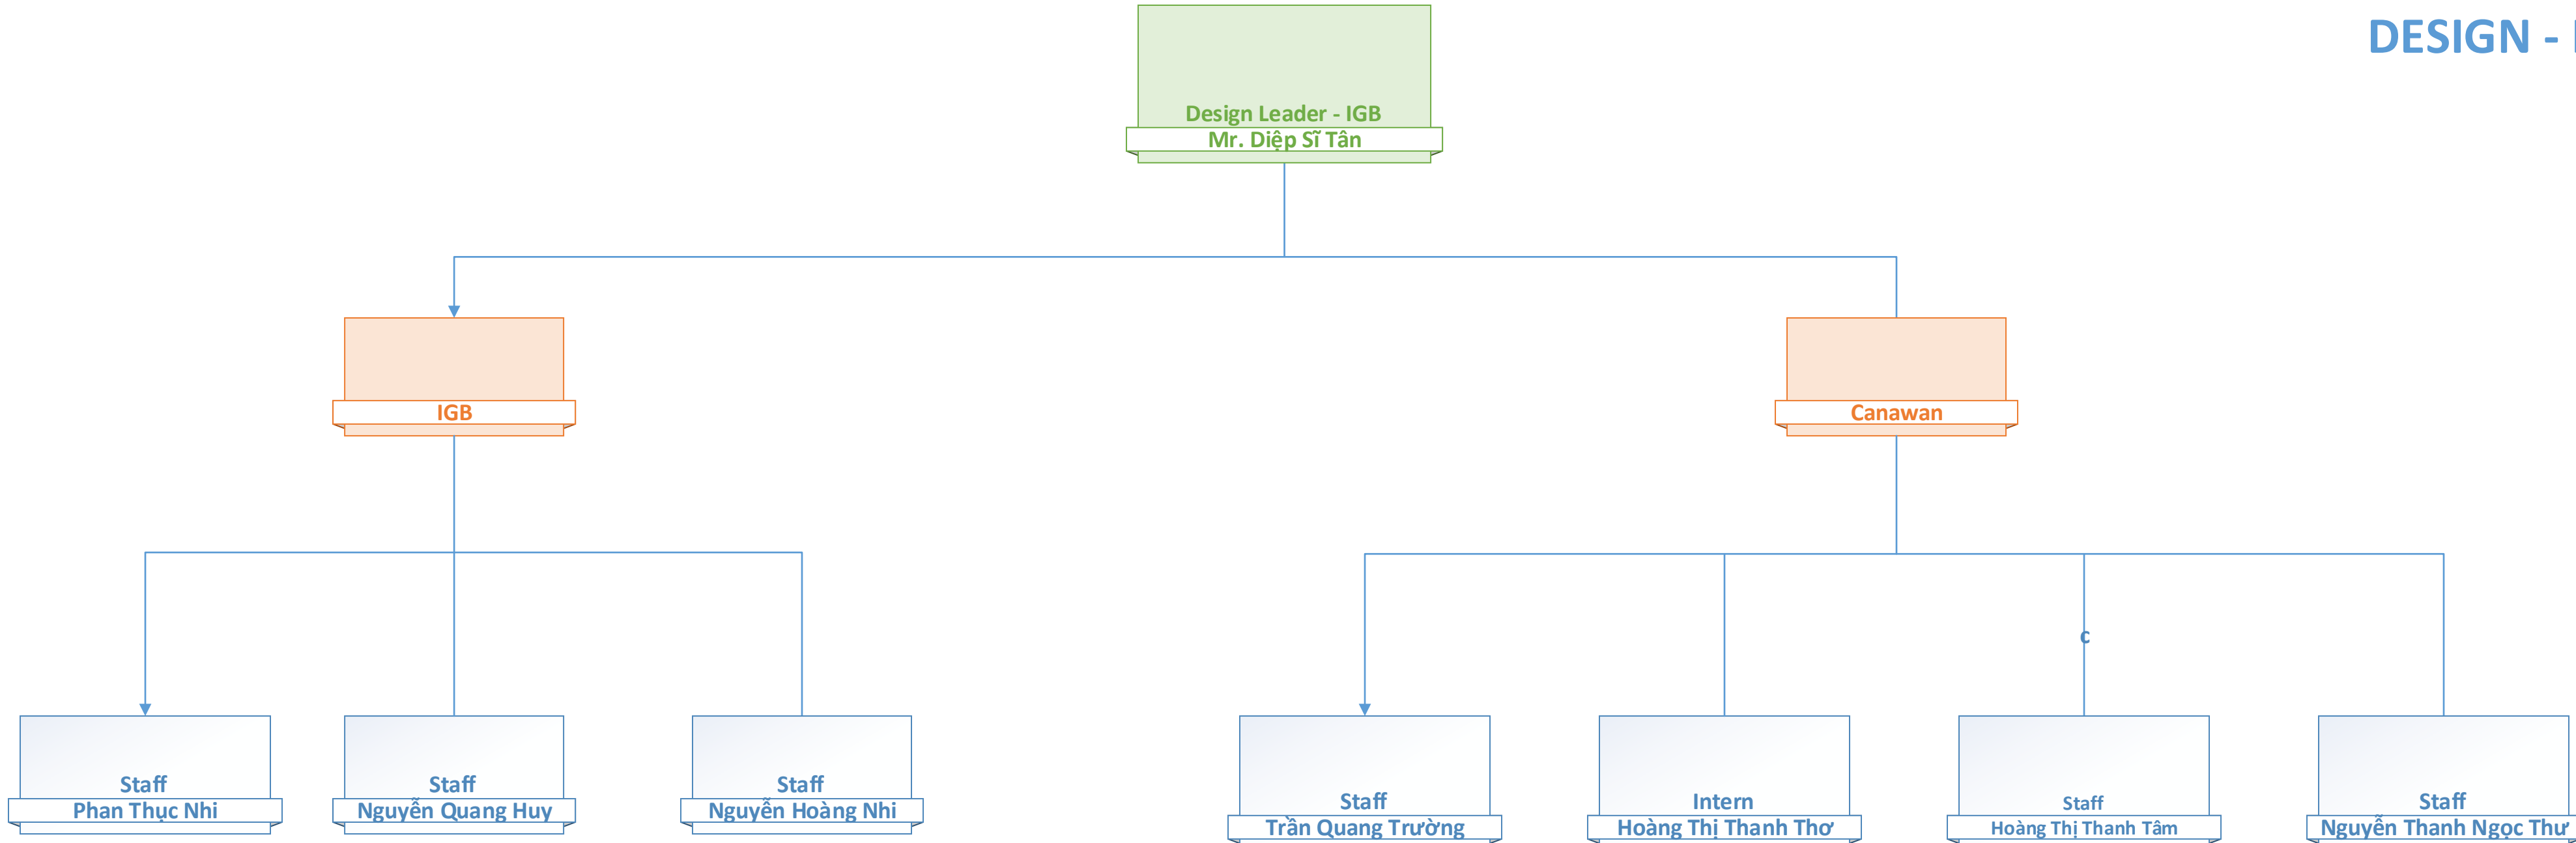 DESIGN -
Design Leader - IGB
Mr. Diệp Sĩ Tân
IGB
Canawan
c
Staff
Phan Thục Nhi
Staff
Nguyễn Quang Huy
Staff
Nguyễn Hoàng Nhi
Staff
Trần Quang Trường
Intern
Hoàng Thị Thanh Thơ
Staff
Hoàng Thị Thanh Tâm
Staff
Nguyễn Thanh Ngọc Thư